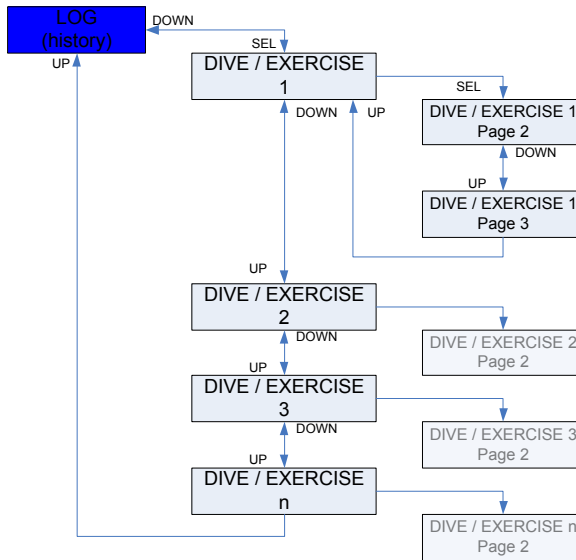 LOG
(history)
DOWN
UP
SEL
DIVE / EXERCISE
1
DOWN
UP
SEL
DIVE / EXERCISE 1
Page 2
DOWN
UP
DIVE / EXERCISE 1
Page 3
UP
DIVE / EXERCISE
2
DOWN
DIVE / EXERCISE 2
Page 2
UP
DIVE / EXERCISE
3
DOWN
DIVE / EXERCISE 3
Page 2
UP
DIVE / EXERCISE
n
DIVE / EXERCISE n
Page 2